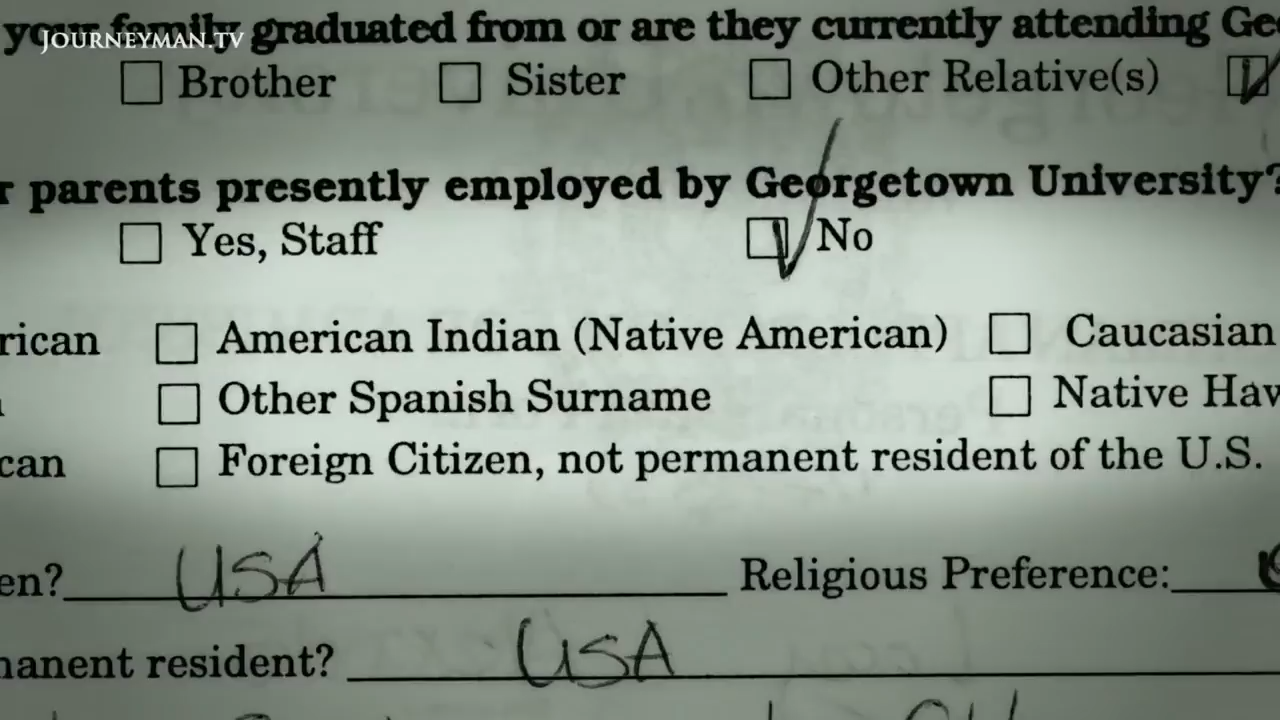 your family graduated from or are they currently attending Geo
JOURNEYMAN.TV
Brother Sister Other Relative(s)
r parents presently employed by Georgetown University?
Yes, Staff No
rican American Indian (Native American) Caucasian
Other Spanish Surname Native Haw
can Foreign Citizen, not permanent resident of the U.S.
en? USA Religious Preference:
manent resident? USA